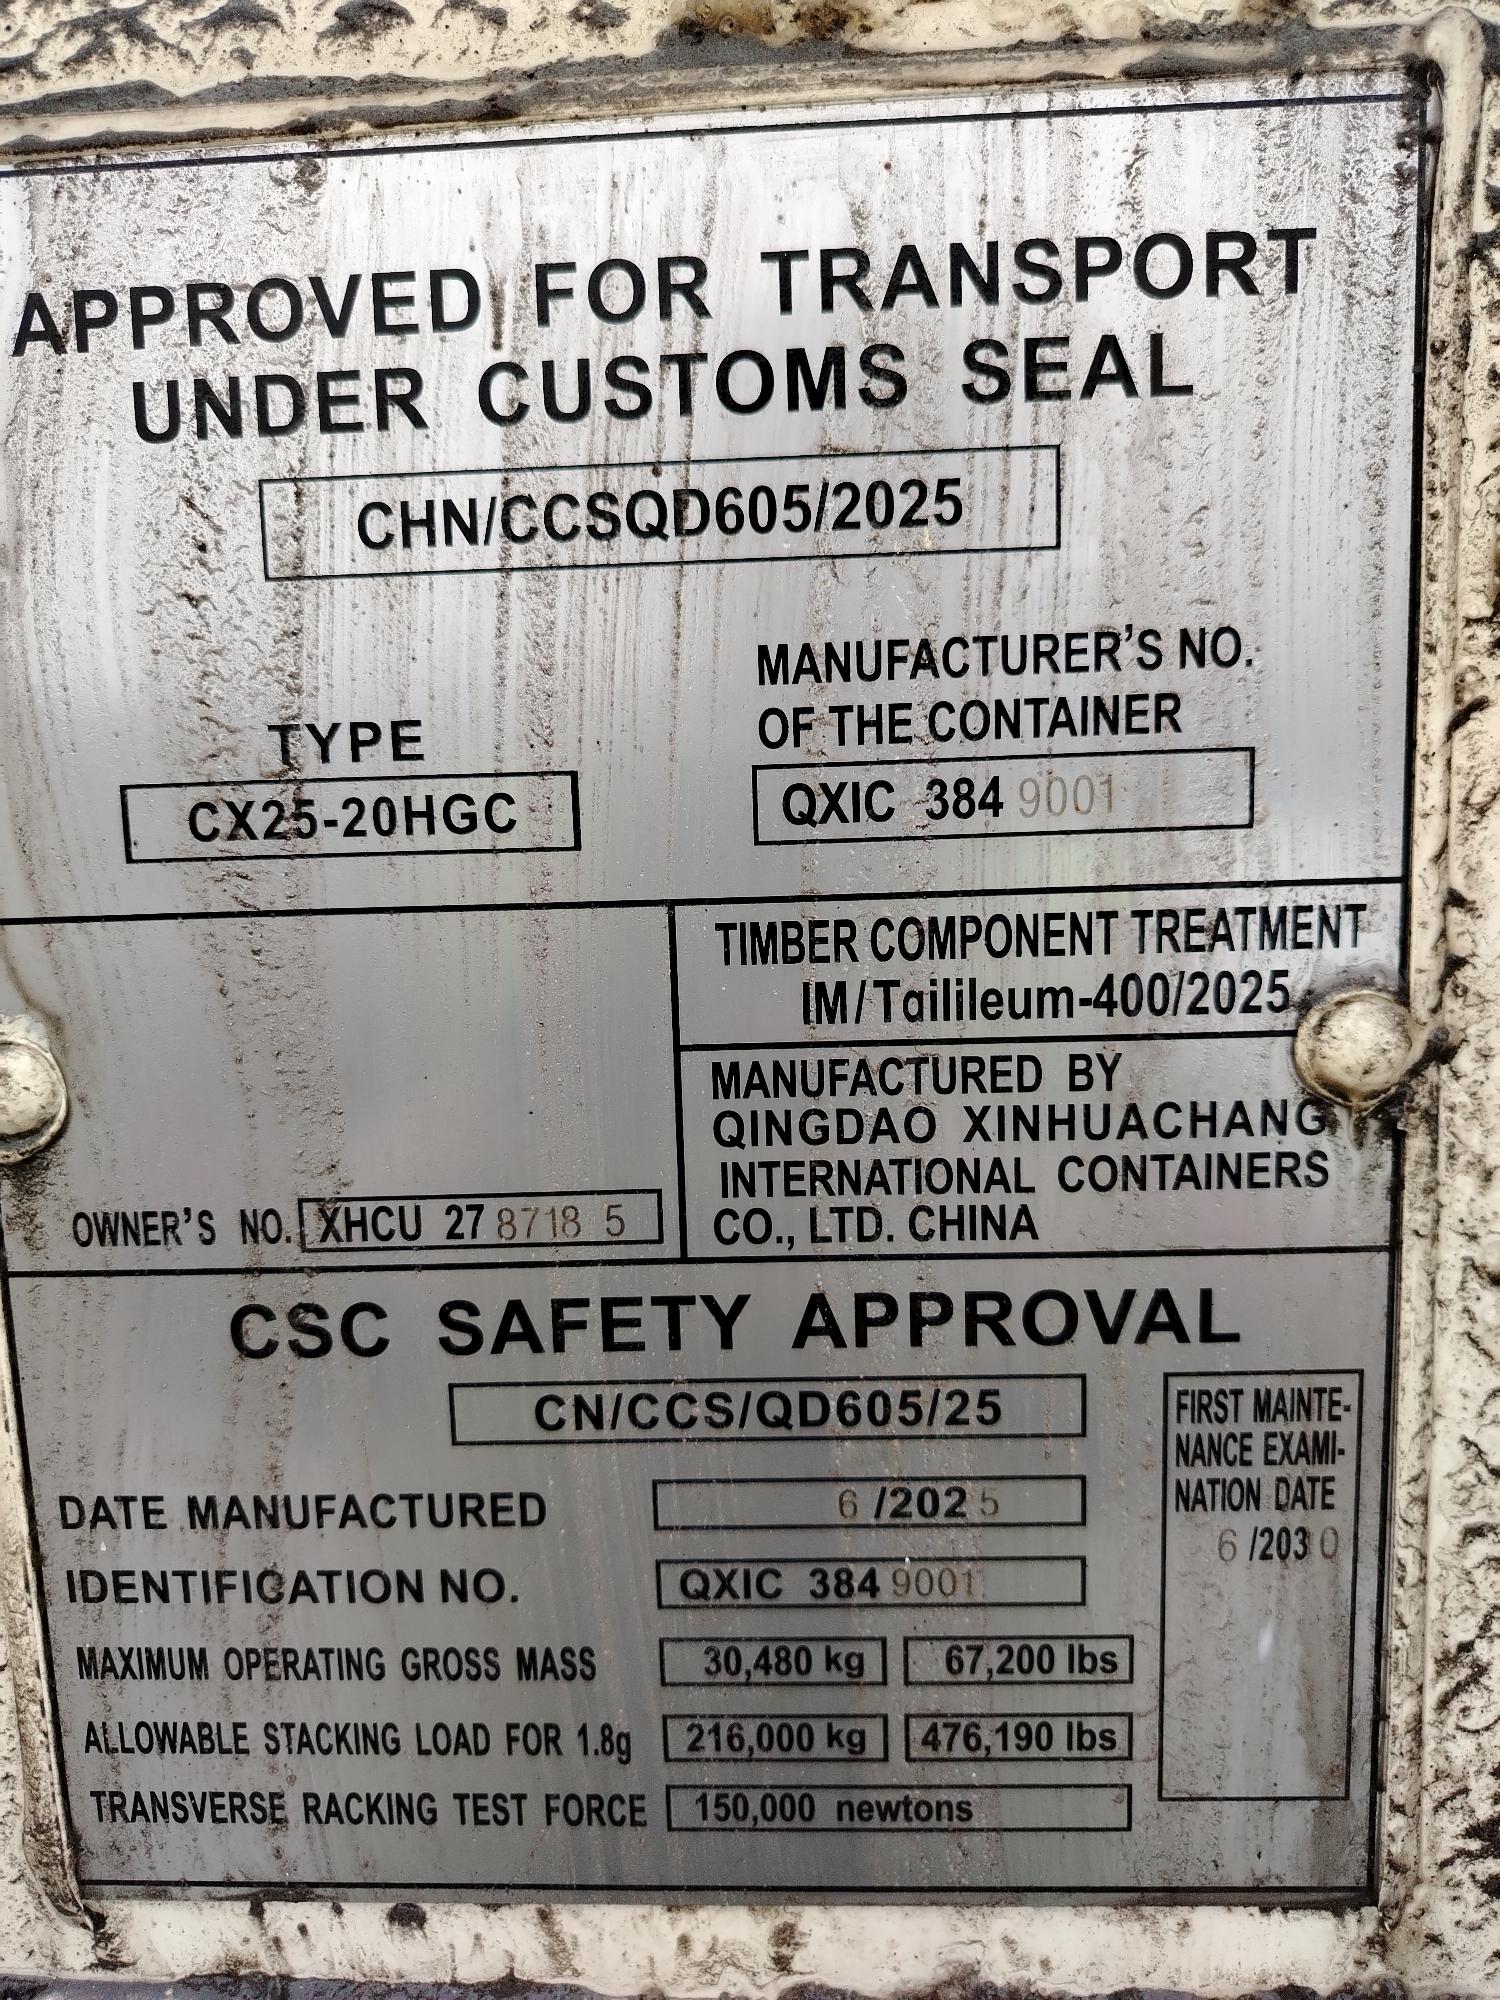 APPROVED FOR TRANSPORT
UNDER CUSTOMS SEAL
CHN/CCSQD605/2025
TYPE
CX25-20HGC
MANUFACTURER'S NO.
OF THE CONTAINER
QXIC 384 9001
TIMBER COMPONENT TREATMENT
IM/Tailileum-400/2025
MANUFACTURED BY
QINGDAO XINHUACHANG
INTERNATIONAL CONTAINERS
CO., LTD. CHINA
OWNER'S NO. XHCU 27 8718 5
CSC SAFETY APPROVAL
CN/CCS/QD605/25
DATE MANUFACTURED 6 /2025
IDENTIFICATION NO. QXIC 384 9001
MAXIMUM OPERATING GROSS MASS 30,480 kg 67,200 lbs
ALLOWABLE STACKING LOAD FOR 1.8g 216,000 kg 476,190 lbs
TRANSVERSE RACKING TEST FORCE 150,000 newtons
FIRST MAINTE-
NANCE EXAMI-
NATION DATE
6 /2030